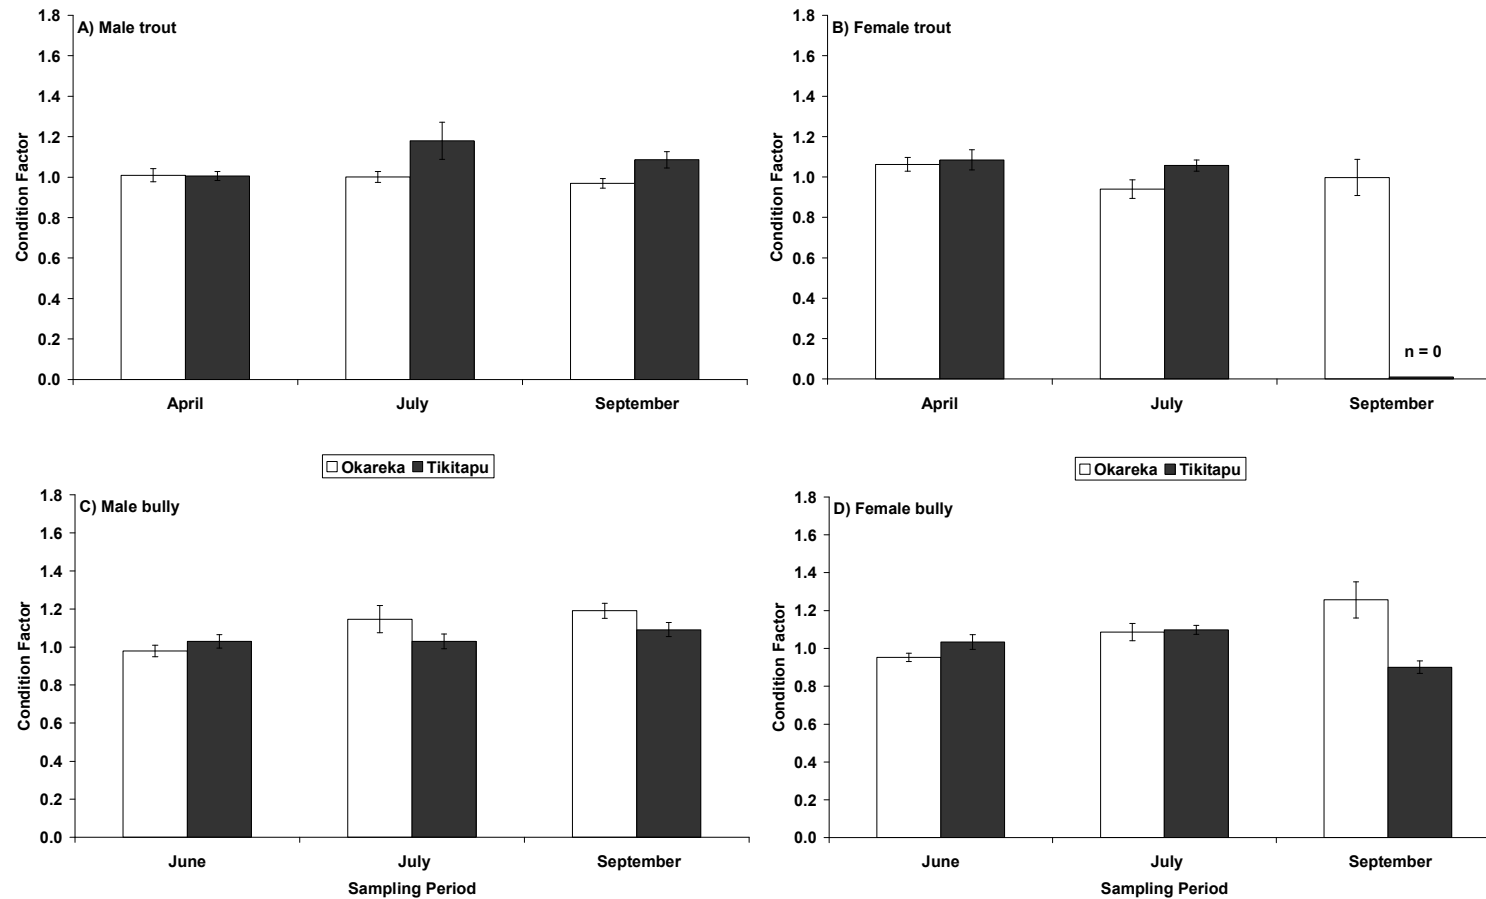 A) Male trout
1.8
1.6
1.4
1.2
1.0
0.8
0.6
0.4
0.2
0.0
Condition Factor
April July September
B) Female trout
1.8
1.6
1.4
1.2
1.0
0.8
0.6
0.4
0.2
0.0
Condition Factor
n = 0
April July September
Okareka Tikitapu
Okareka Tikitapu
C) Male bully
1.8
1.6
1.4
1.2
1.0
0.8
0.6
0.4
0.2
0.0
Condition Factor
June July September
Sampling Period
D) Female bully
1.8
1.6
1.4
1.2
1.0
0.8
0.6
0.4
0.2
0.0
Condition Factor
June July September
Sampling Period